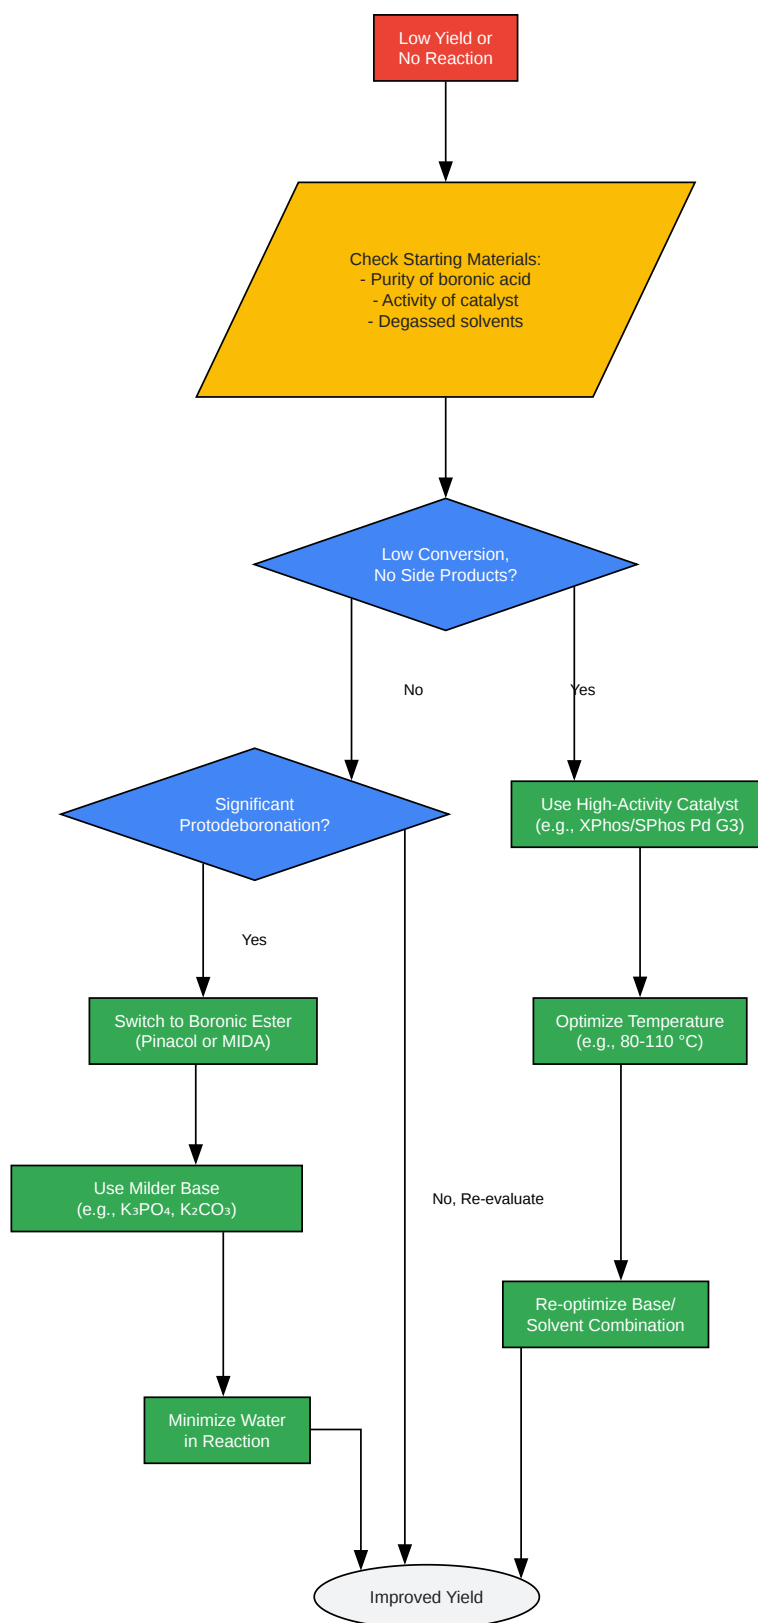 Low Yield or
No Reaction
Check Starting Materials:
- Purity of boronic acid
- Activity of catalyst
- Degassed solvents
Low Conversion,
No Side Products?
No
Yes
Significant
Protodeboronation?
Use High-Activity Catalyst
(e.g., XPhos/SPhos Pd G3)
Yes
Switch to Boronic Ester
(Pinacol or MIDA)
Optimize Temperature
(e.g., 80-110 °C)
Use Milder Base
(e.g., K₃PO₄, K₂CO₃)
No, Re-evaluate
Re-optimize Base/
Solvent Combination
Minimize Water
in Reaction
Improved Yield